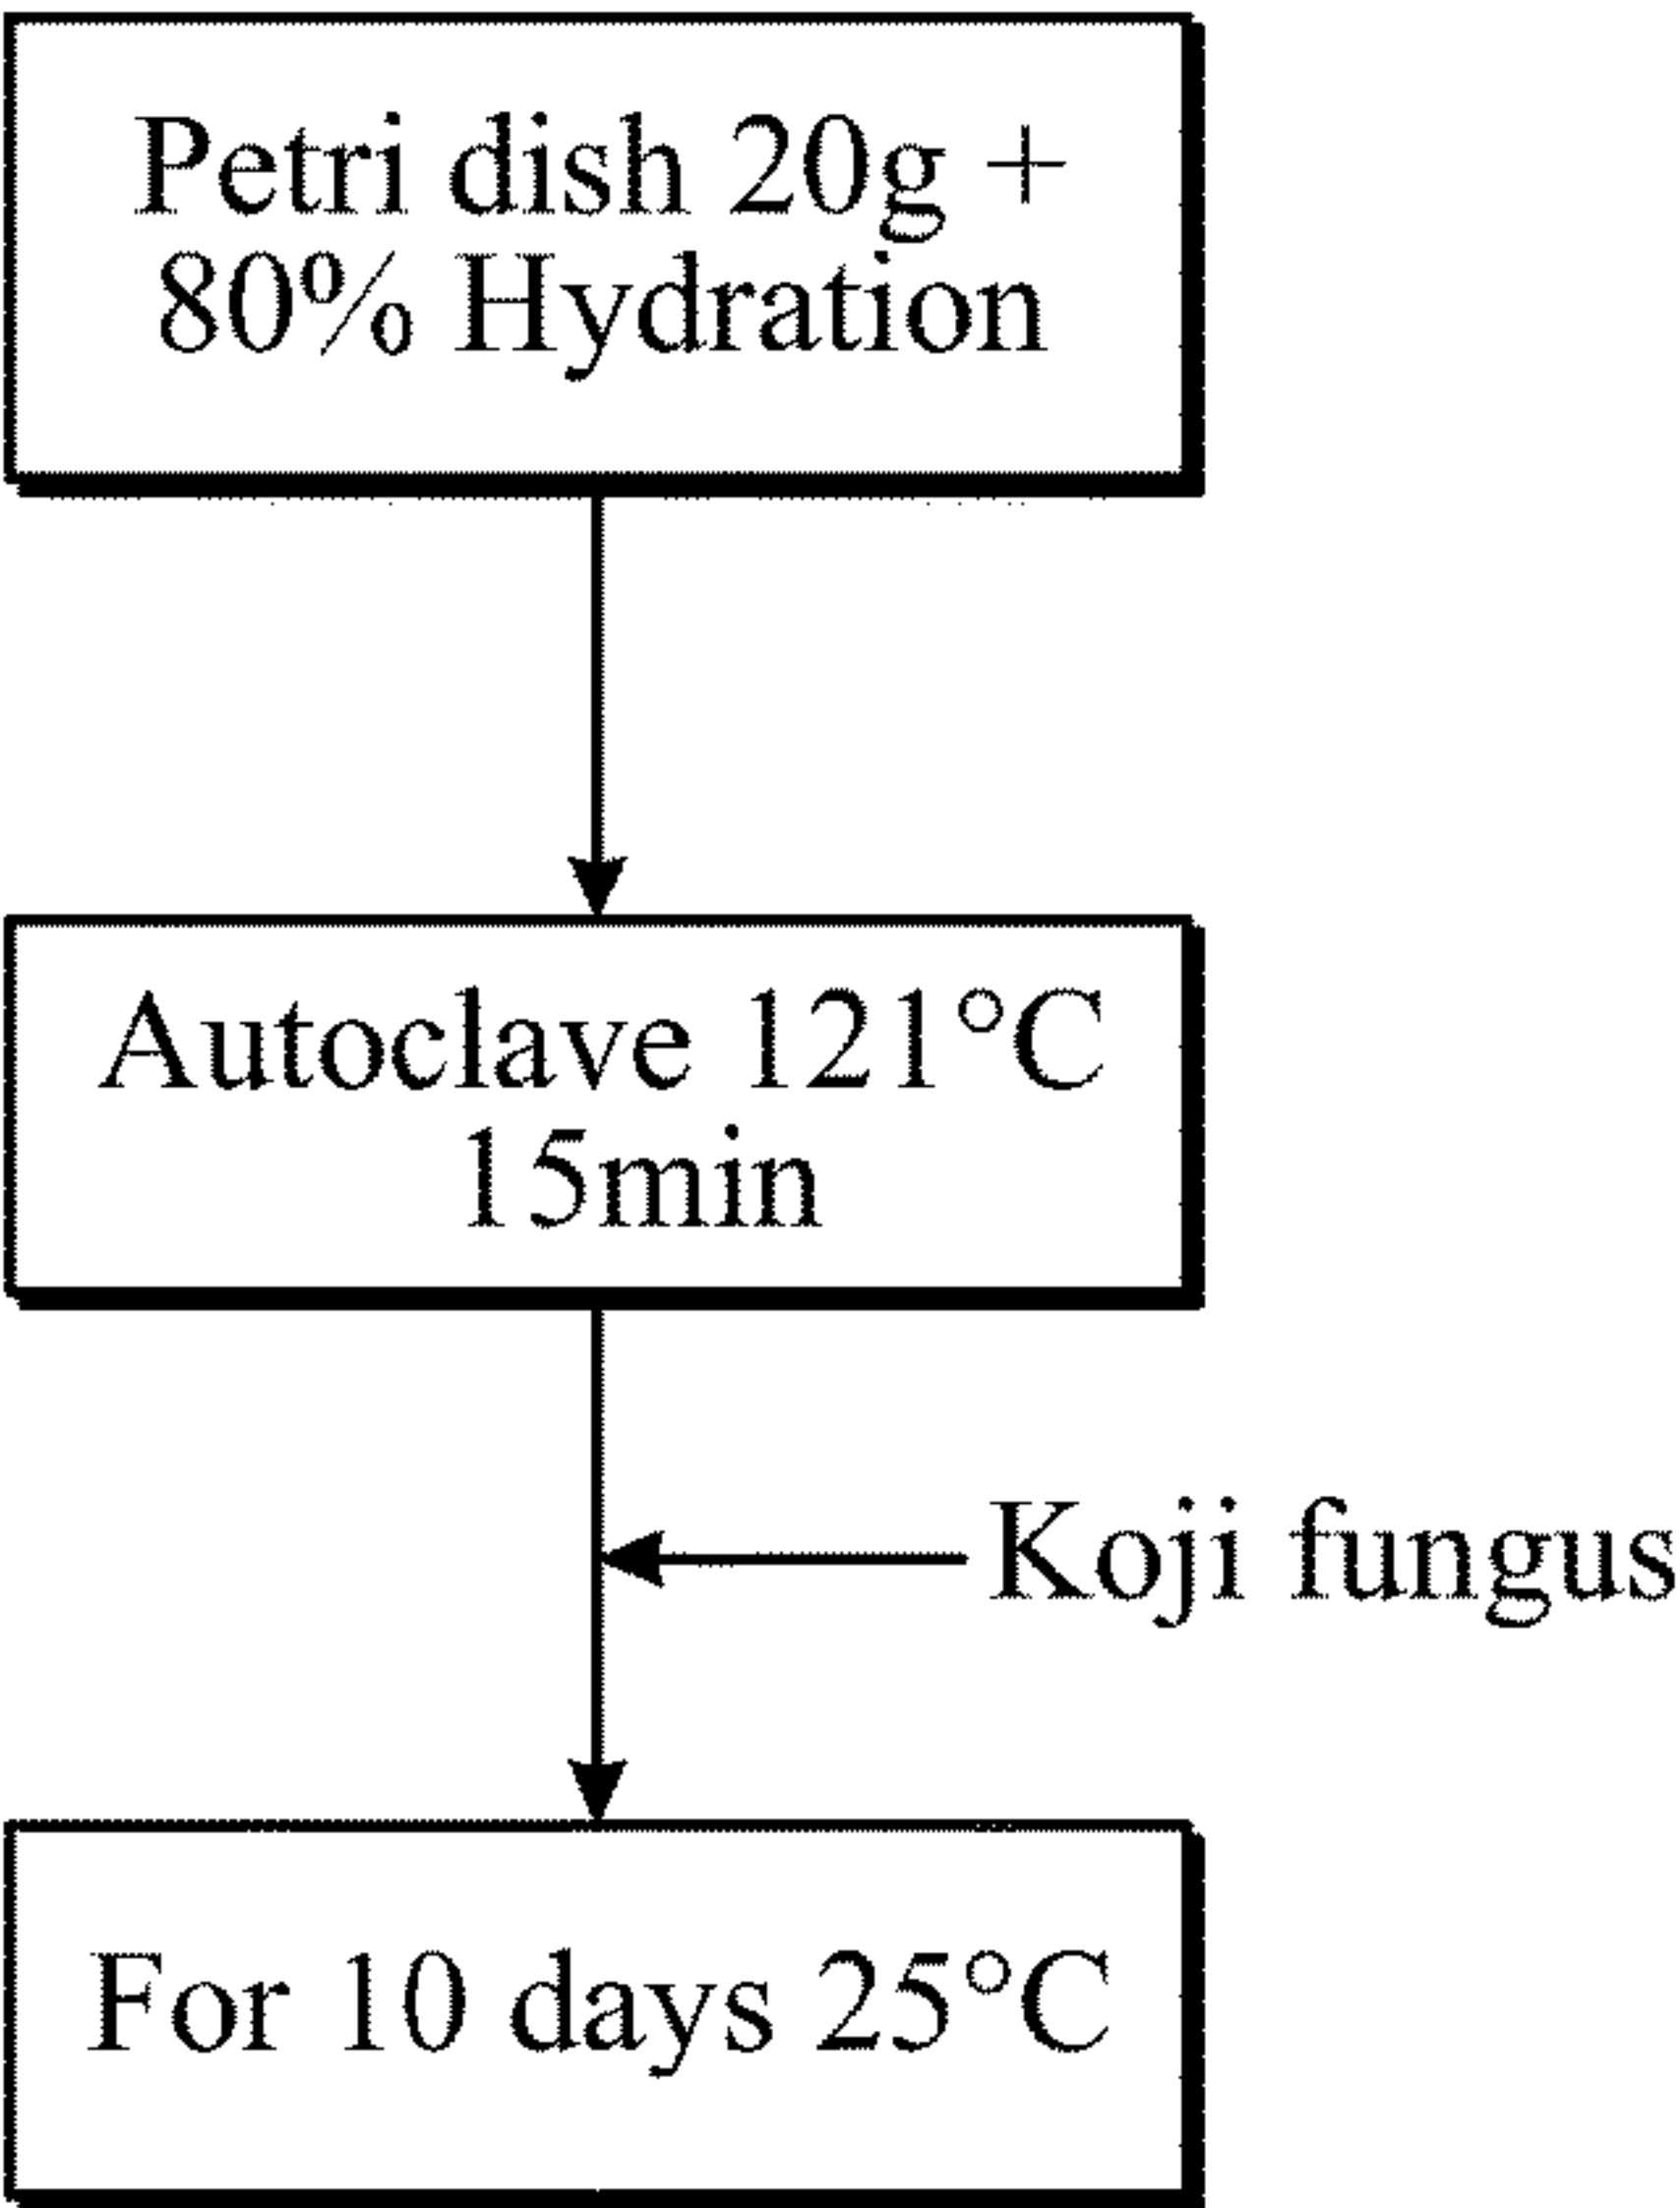 Petri dish 20g +
80% Hydration
Autoclave 121°C
15min
Koji fungus
For 10 days 25°C